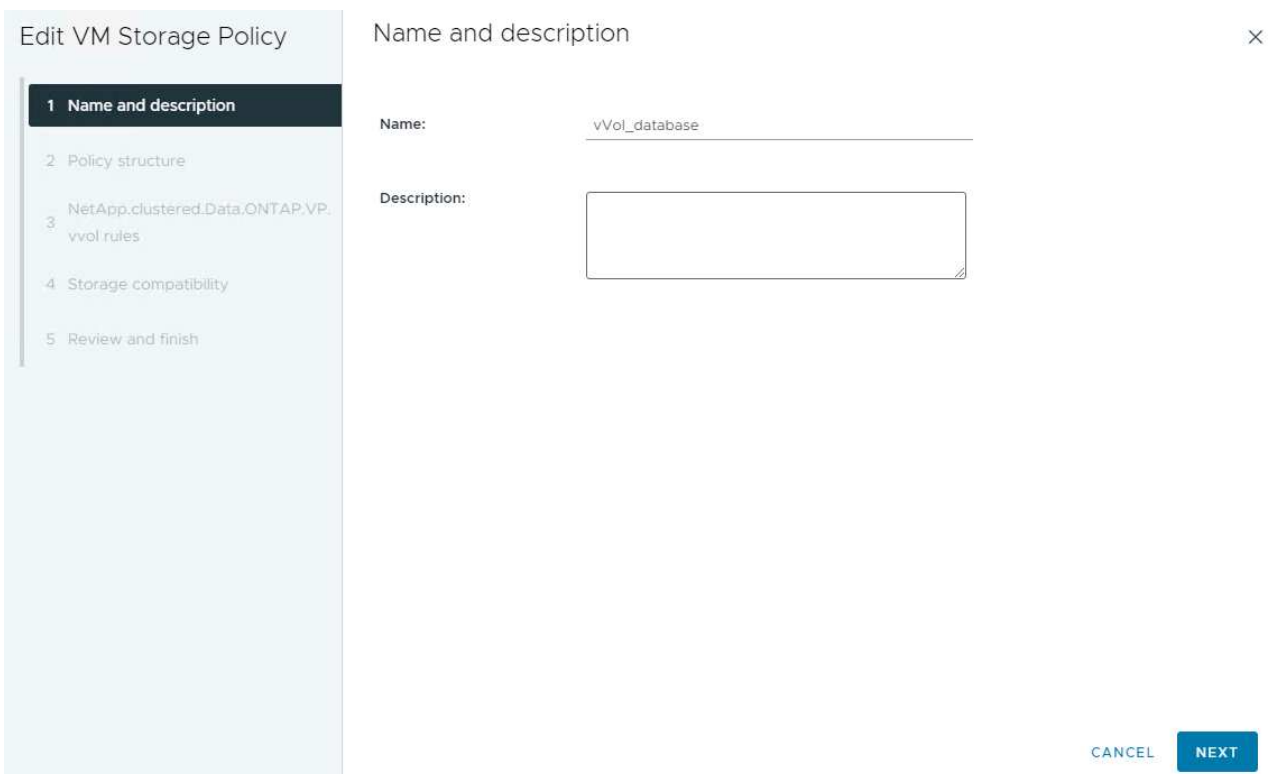 Edit VM Storage Policy
1 Name and description
2 Policy structure
3 NetApp.clustered.Data.ONTAP.VP.
vvol rules
4 Storage compatibility
5 Review and finish
Name and description
Name: vVol_database
Description:
CANCEL NEXT